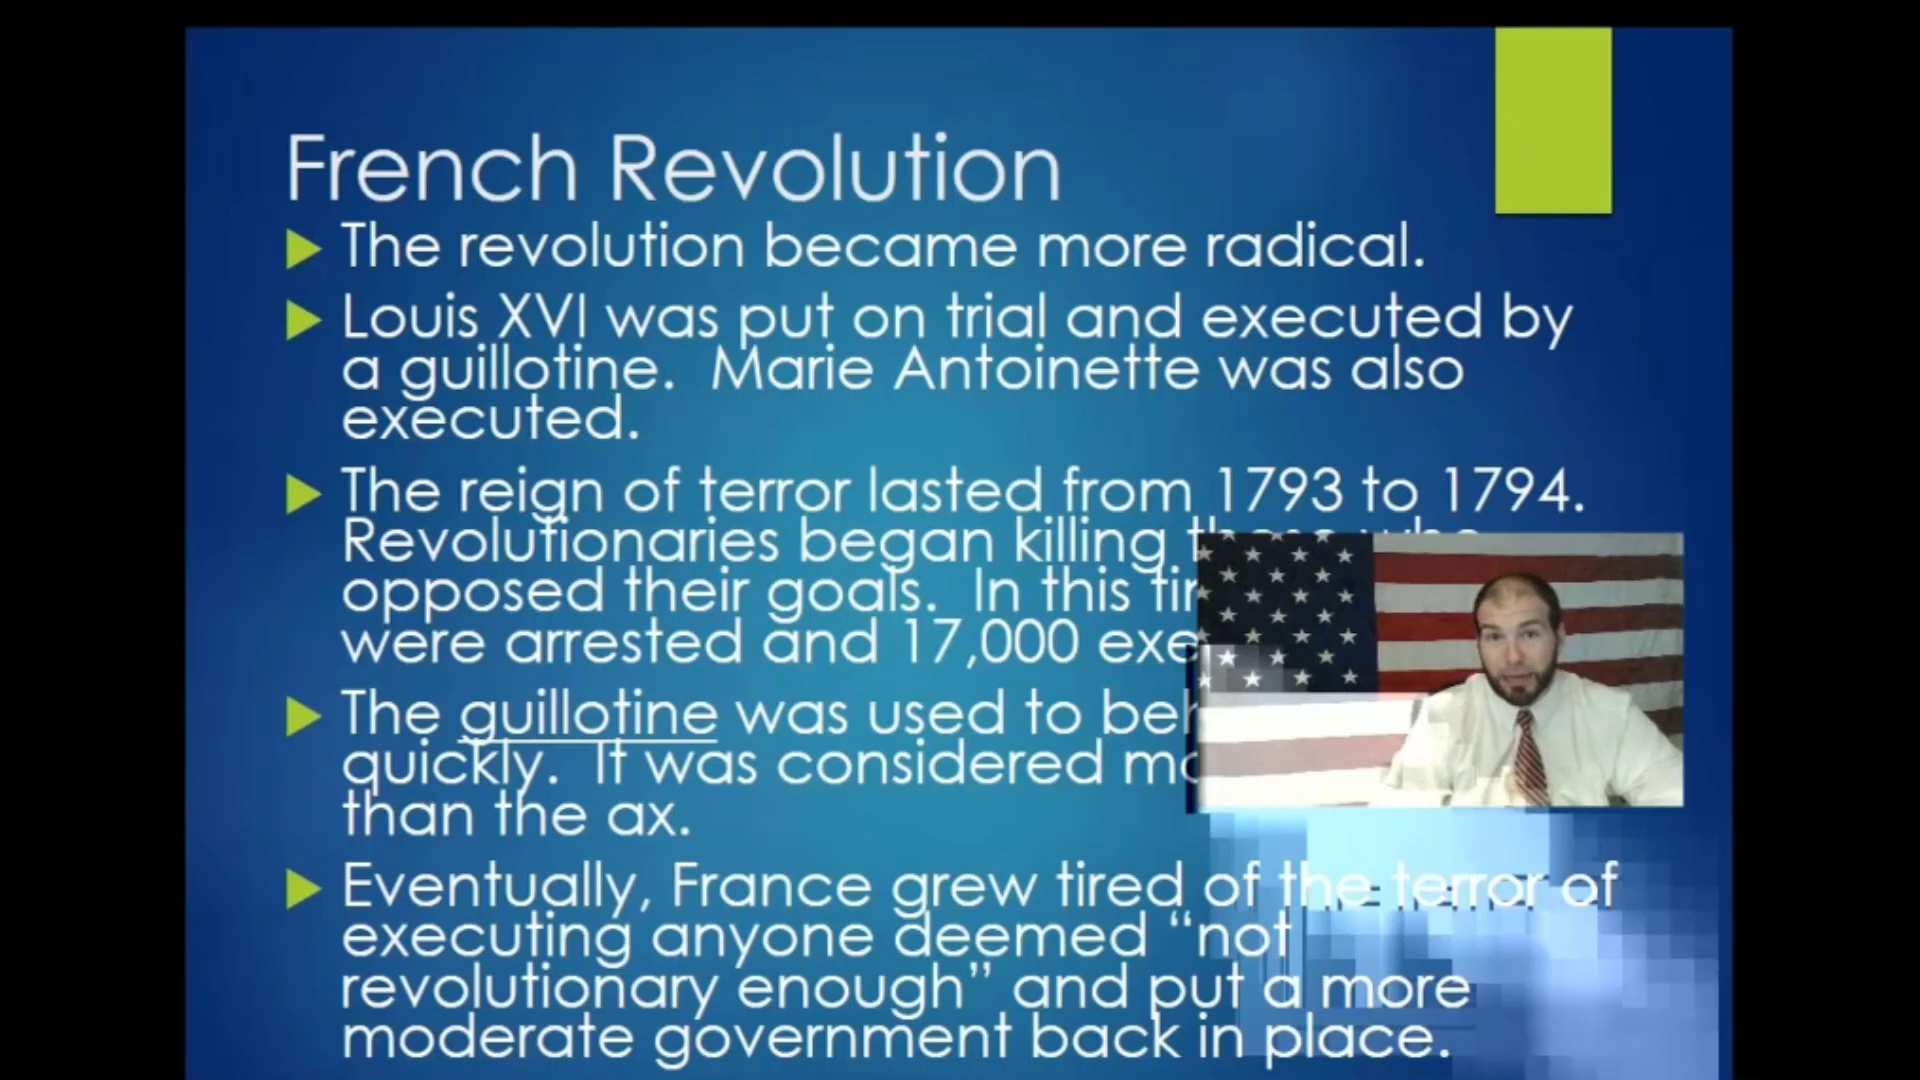 French Revolution
The revolution became more radical.
Louis XVI was put on trial and executed by
a guillotine. Marie Antoinette was also
executed.
The reign of terror lasted from 1793 to 1794.
Revolutionaries began killing
opposed their goals. In this
were arrested and 17,000
The guillotine was used to
quickly. It was considered
than the ax.
Eventually, France grew tired of the terror of
executing anyone deemed “not
revolutionary enough” and put a more
moderate government back in place.